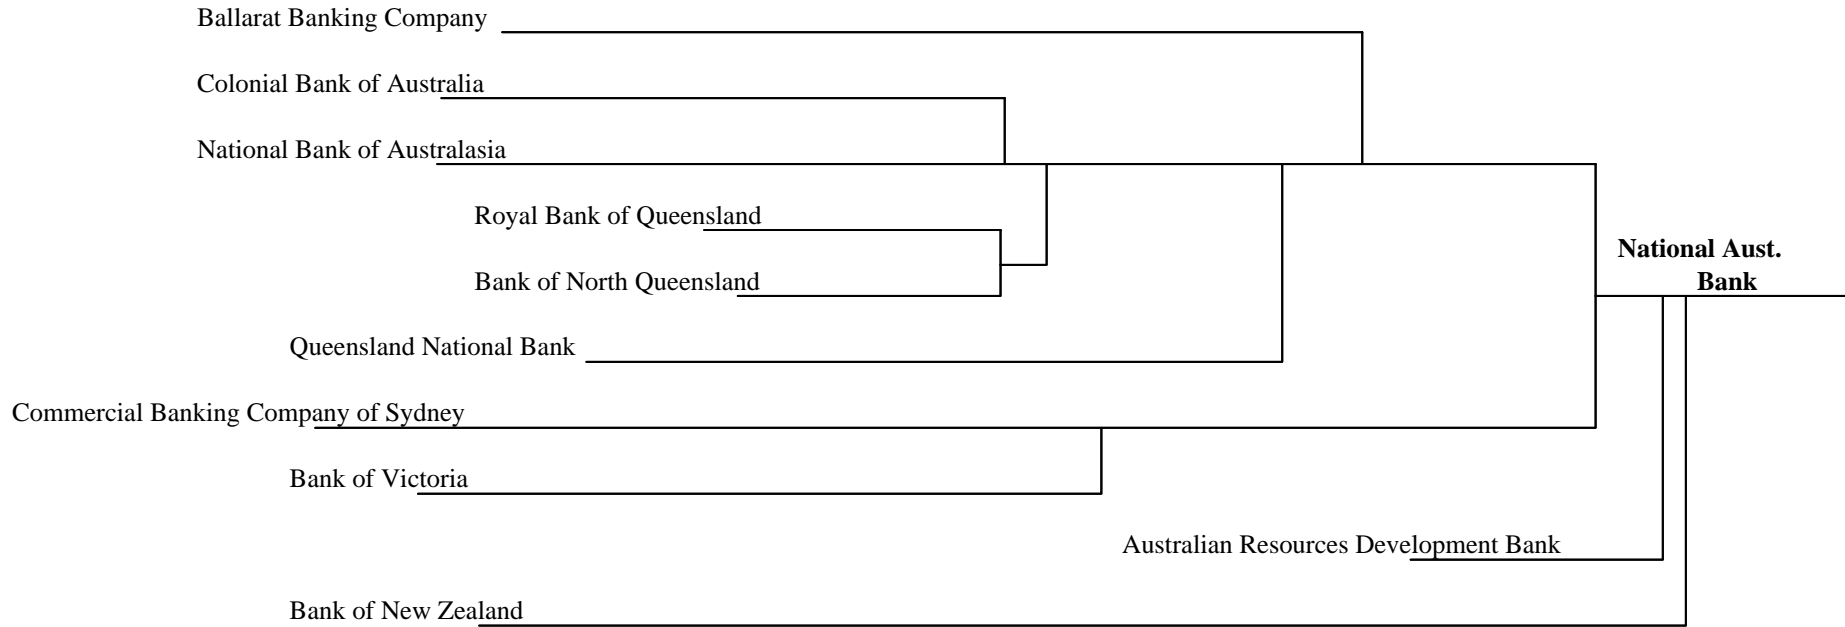 Ballarat Banking Company
Colonial Bank of Australia
National Bank of Australasia
Royal Bank of Queensland
National Aust.
Bank
Bank of North Queensland
Queensland National Bank
Commercial Banking Company of Sydney
Bank of Victoria
Australian Resources Development Bank
Bank of New Zealand